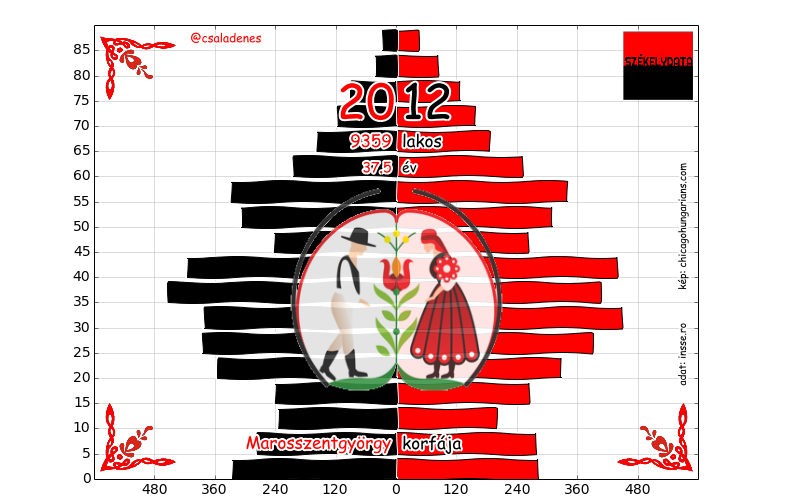 @csaladenes
SZÉKELYDATA
2012
9359 lakos
37.5 év
kép: chicagohungarians.com
adat: insse.ro
Marosszentgyörgy korfája
85
80
75
70
65
60
55
50
45
40
35
30
25
20
15
10
5
0
480 360 240 120 0 120 240 360 480